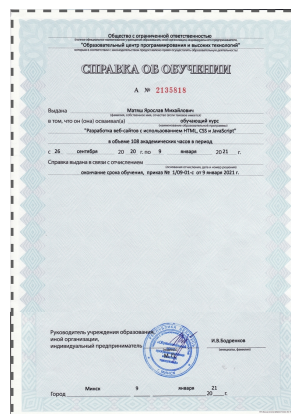 Общество с ограниченной ответственностью
"Образовательный центр программирования и высоких технологий"
СПРАВКА ОБ ОБУЧЕНИИ
А № 2135818
Выдана Матяш Ярослав Михайлович
в том, что он (она) осваивал(а) обучающий курс
"Разработка веб-сайтов с использованием HTML, CSS и JavaScript"
в объеме 108 академических часов в период
с 26 сентября 20 20 г. по 9 января 20 21 г.
Справка выдана в связи с отчислением
окончание срока обучения, приказ № 1/09-01-с от 9 января 2021 г.
Руководитель учреждения образования,
иной организации,
индивидуальный предприниматель И.В.Бодренков
Минск 9 января 21
Город 20 г.